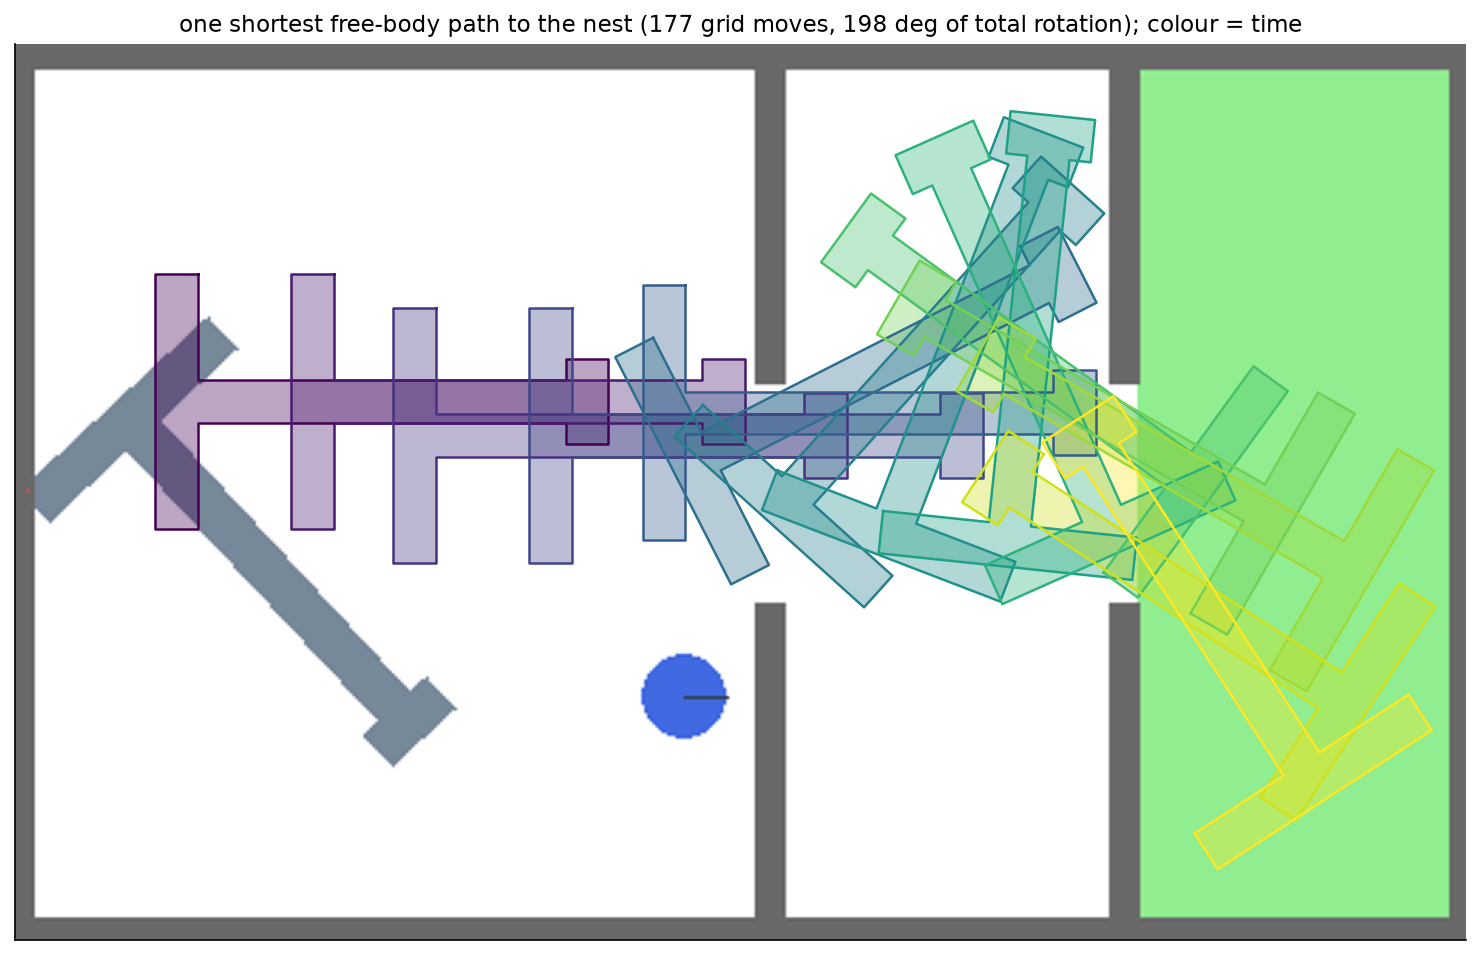 one shortest free-body path to the nest (177 grid moves, 198 deg of total rotation); colour = time